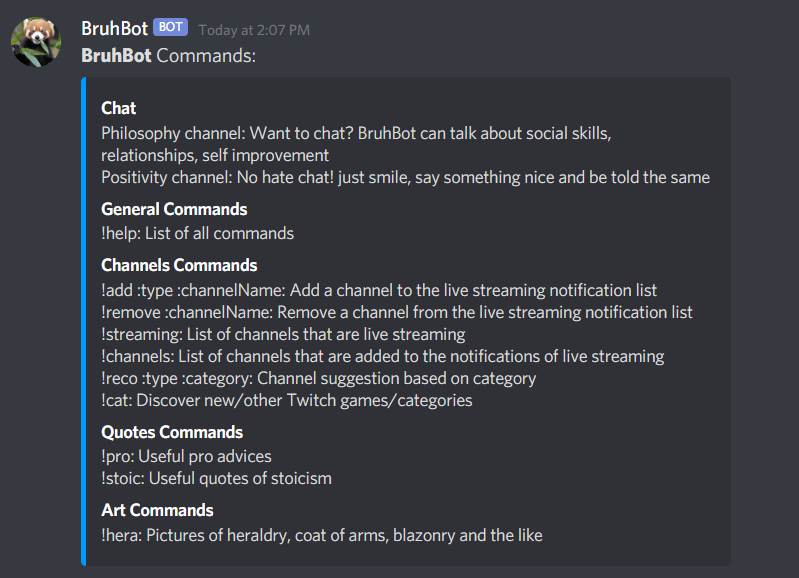 BruhBot BOT Today at 2:07 PM
BruhBot Commands:
Chat
Philosophy channel: Want to chat? BruhBot can talk about social skills,
relationships, self improvement
Positivity channel: No hate chat! just smile, say something nice and be told the same
General Commands
!help: List of all commands
Channels Commands
!add :type :channelName: Add a channel to the live streaming notification list
!remove :channelName: Remove a channel from the live streaming notification list
!streaming: List of channels that are live streaming
!channels: List of channels that are added to the notifications of live streaming
!reco :type :category: Channel suggestion based on category
!cat: Discover new/other Twitch games/categories
Quotes Commands
!pro: Useful pro advices
!stoic: Useful quotes of stoicism
Art Commands
!hera: Pictures of heraldry, coat of arms, blazonry and the like